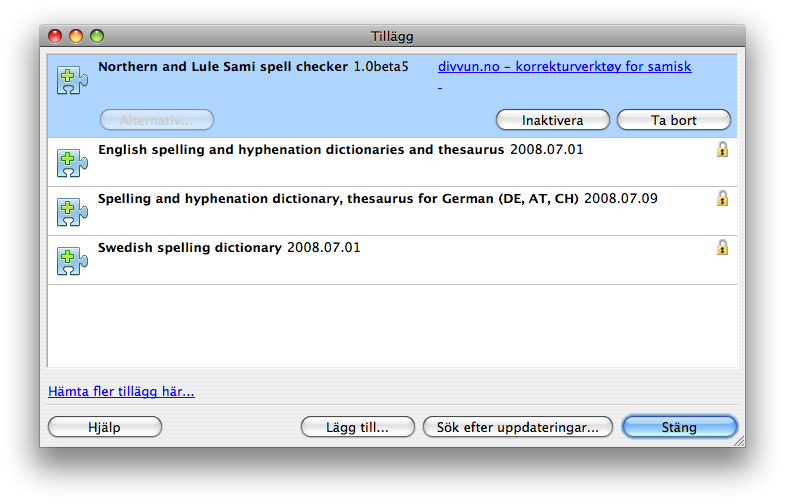 Tillägg
Northern and Lule Sami spell checker 1.0beta5 divvun.no – korrekturverktøy for samisk
Alternativ... Inaktivera Ta bort
English spelling and hyphenation dictionaries and thesaurus 2008.07.01
Spelling and hyphenation dictionary, thesaurus for German (DE, AT, CH) 2008.07.09
Swedish spelling dictionary 2008.07.01
Hämta fler tillägg här...
Hjälp Lägg till... Sök efter uppdateringar... Stäng